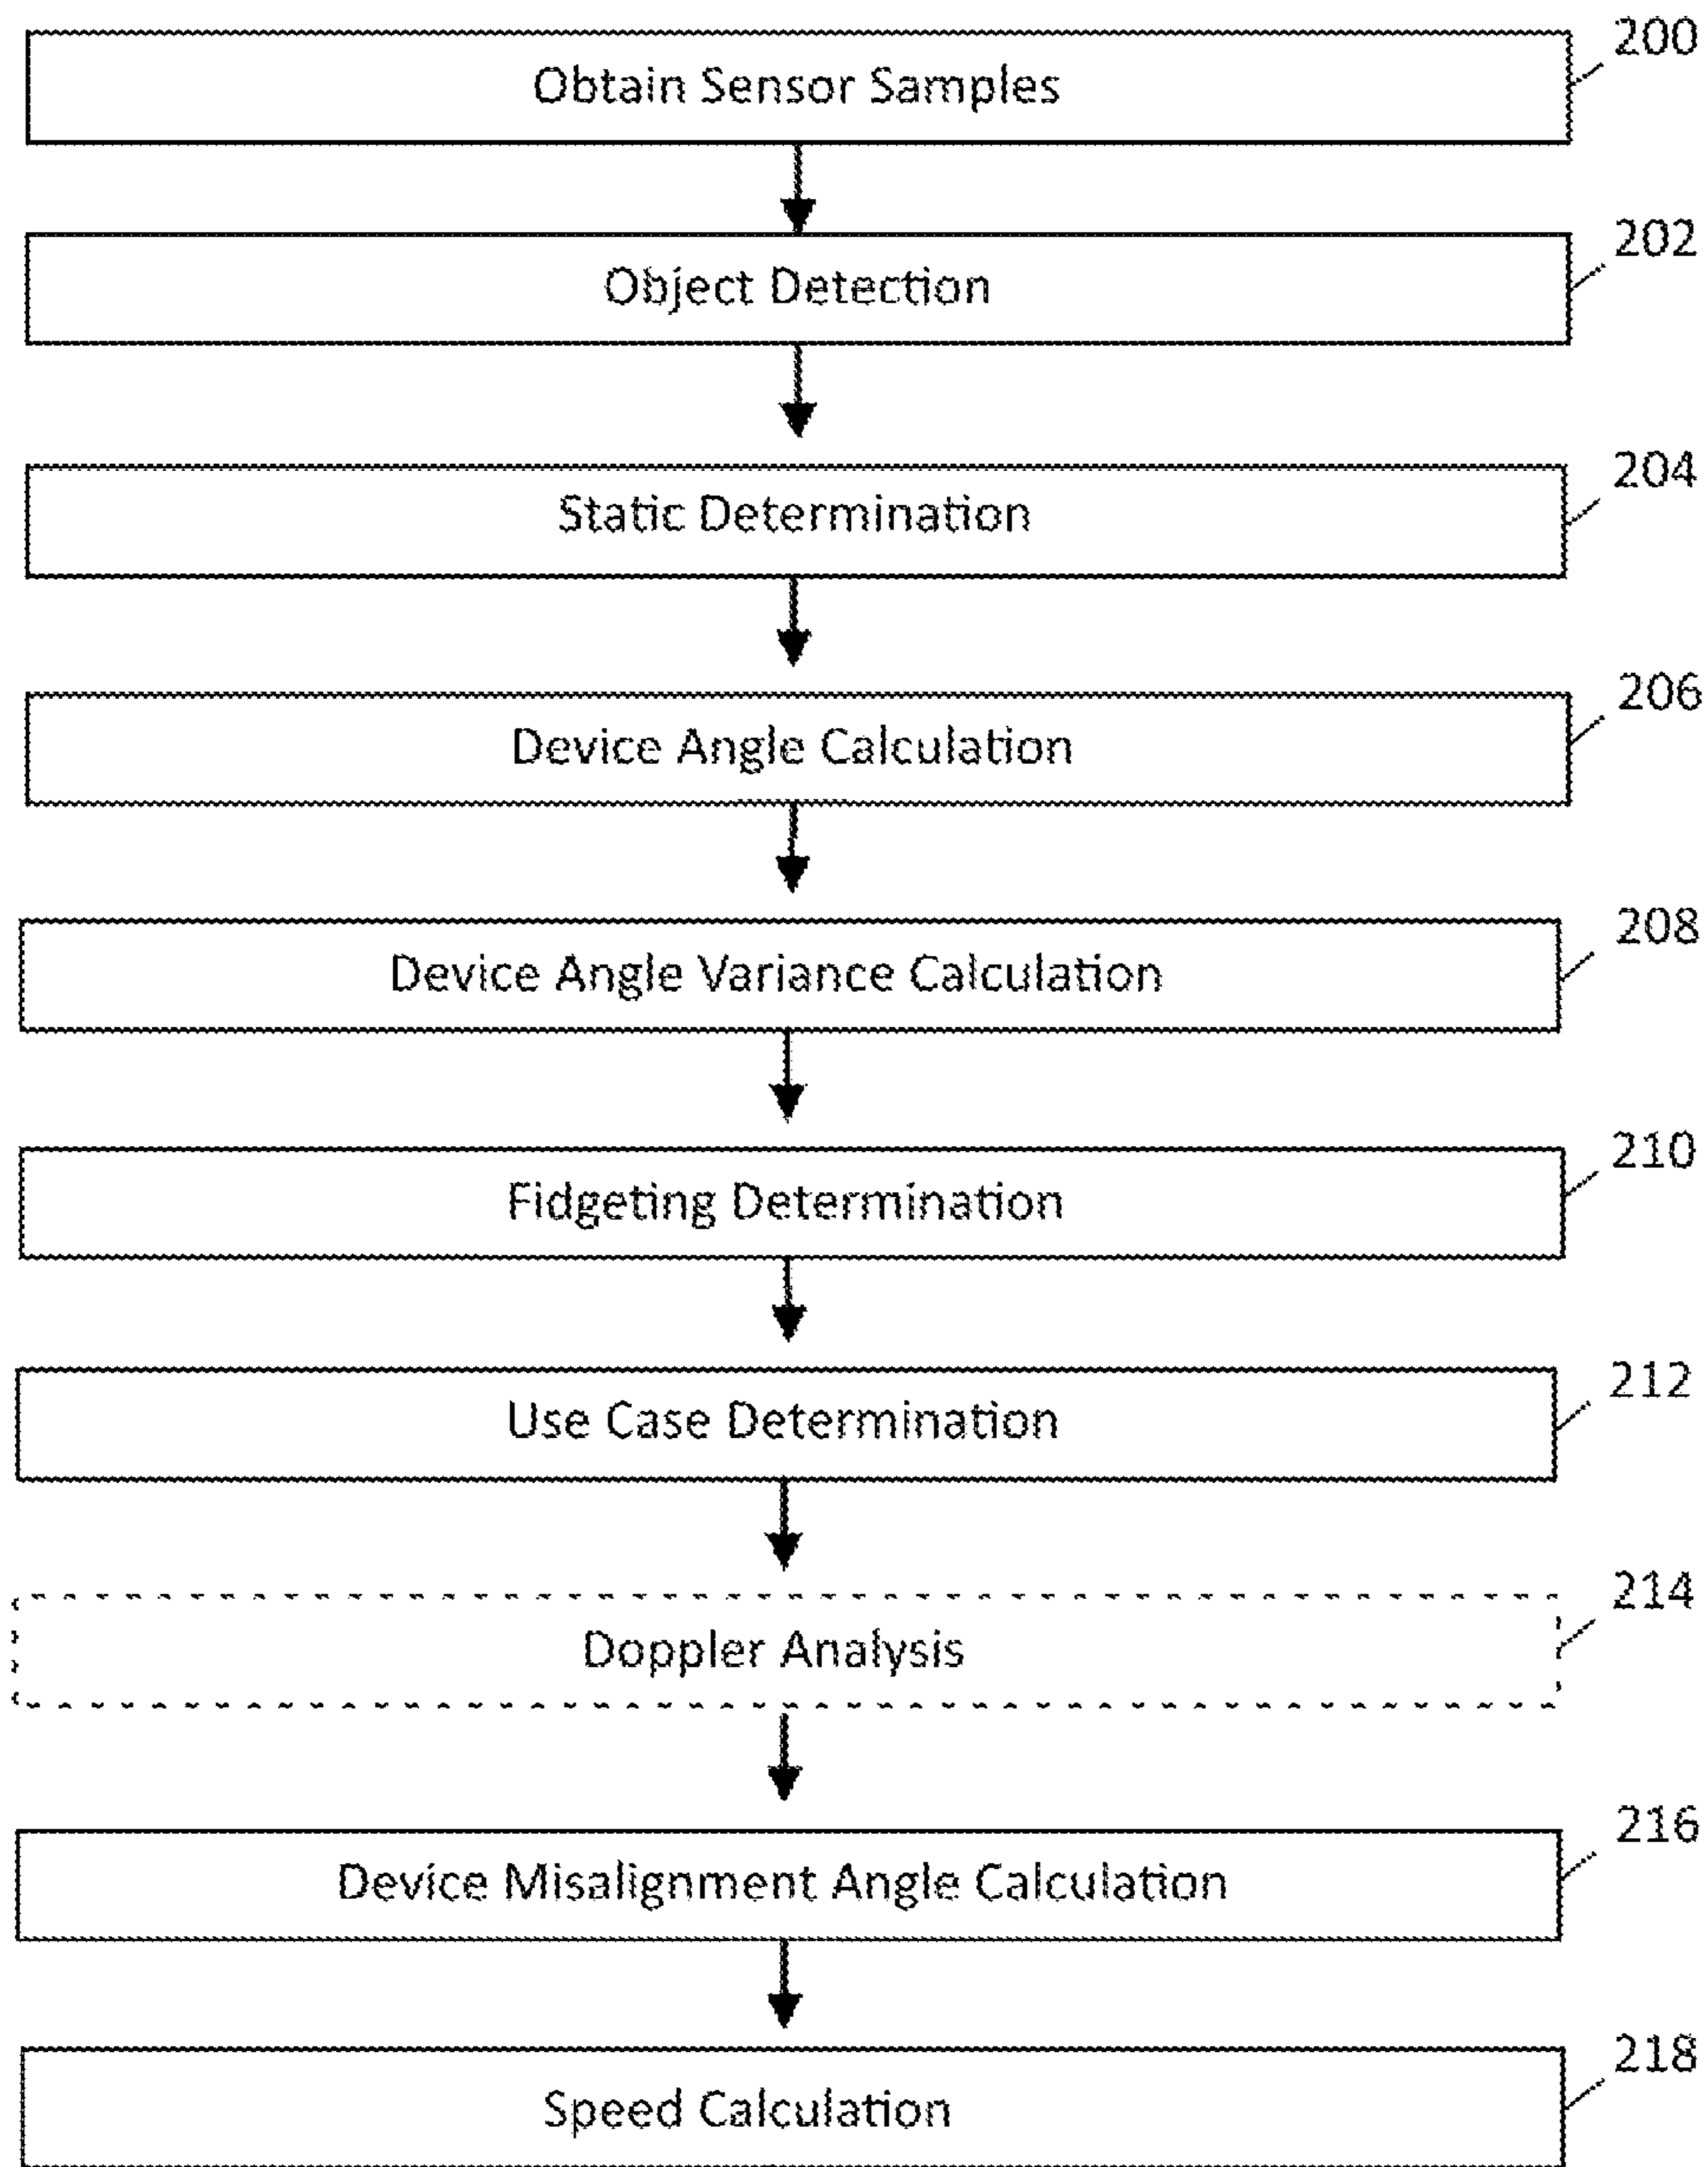 200
Obtain Sensor Samples
202
Object Detection
204
Static Determination
206
Device Angle Calculation
208
Device Angle Variance Calculation
210
Fidgeting Determination
212
Use Case Determination
214
Doppler Analysis
216
Device Misalignment Angle Calculation
218
Speed Calculation